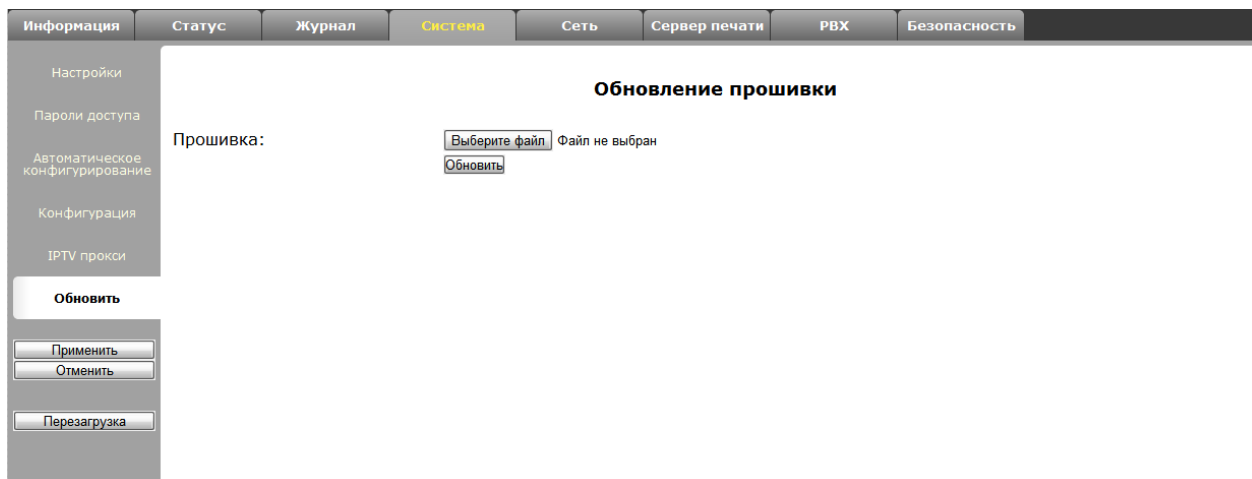 Информация Статус Журнал Система Сеть Сервер печати PBX Безопасность
Настройки
Пароли доступа
Автоматическое
конфигурирование
Конфигурация
IPTV прокси
Обновить
Применить
Отменить
Перезагрузка
Обновление прошивки
Прошивка: Выберите файл Файл не выбран
Обновить